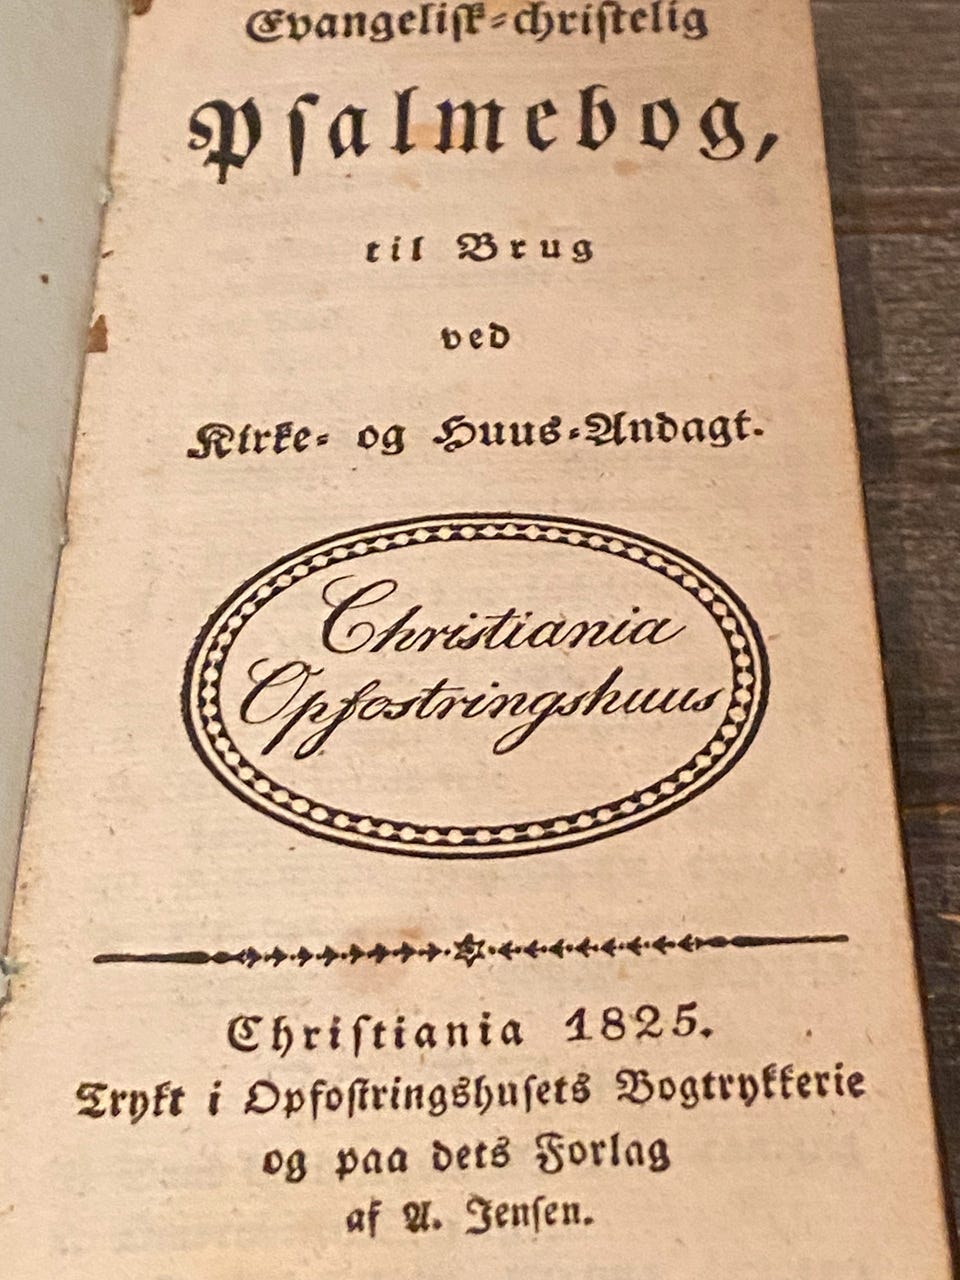 Evangelisk-christelig
Psalmebog,
til Brug
ved
Kirke- og Huus-Andagt.
Christiania
Opfostringshuus
Christiania 1825.
Trykt i Opfostringshusets Bogtrykkerie
og paa dets Forlag
af A. Jensen.